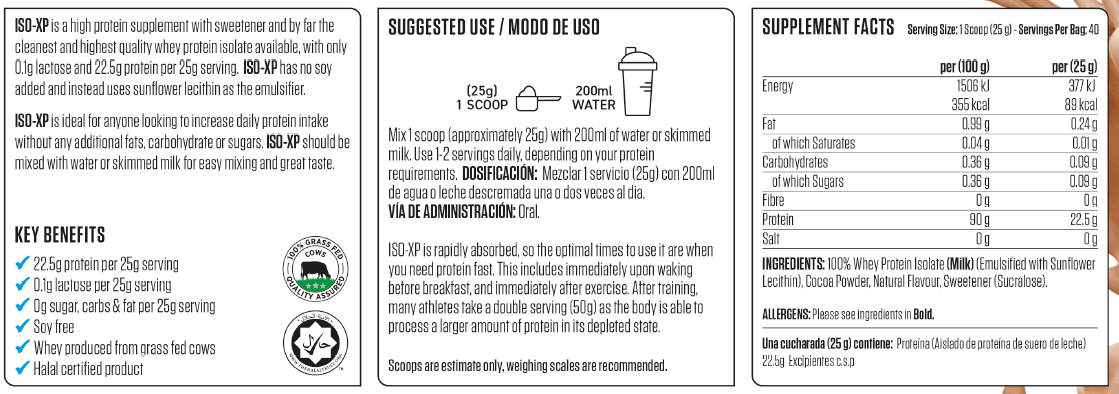 ISO-XP is a high protein supplement with sweetener and by far the
cleanest and highest quality whey protein isolate available, with only
0.1g lactose and 22.5g protein per 25g serving. ISO-XP has no soy
added and instead uses sunflower lecithin as the emulsifier.
ISO-XP is ideal for anyone looking to increase daily protein intake
without any additional fats, carbohydrate or sugars. ISO-XP should be
mixed with water or skimmed milk for easy mixing and great taste.
KEY BENEFITS
✔ 22.5g protein per 25g serving
✔ 0.1g lactose per 25g serving
✔ 0g sugar, carbs & fat per 25g serving
✔ Soy free
✔ Whey produced from grass fed cows
✔ Halal certified product
100% GRASS FED
COWS
QUALITY ASSURED
حلال
SUGGESTED USE / MODO DE USO
(25g)
1 SCOOP
200ml
WATER
Mix 1 scoop (approximately 25g) with 200ml of water or skimmed
milk. Use 1-2 servings daily, depending on your protein
requirements. DOSIFICACIÓN: Mezclar 1 servicio (25g) con 200ml
de agua o leche descremada una o dos veces al dia.
VÍA DE ADMINISTRACIÓN: Oral.
ISO-XP is rapidly absorbed, so the optimal times to use it are when
you need protein fast. This includes immediately upon waking
before breakfast, and immediately after exercise. After training,
many athletes take a double serving (50g) as the body is able to
process a larger amount of protein in its depleted state.
Scoops are estimate only, weighing scales are recommended.
SUPPLEMENT FACTS Serving Size: 1 Scoop (25 g) - Servings Per Bag: 40
per (100 g) per (25 g)
Energy 1506 kJ 377 kJ
355 kcal 89 kcal
Fat 0.99 g 0.24 g
of which Saturates 0.04 g 0.01 g
Carbohydrates 0.36 g 0.09 g
of which Sugars 0.36 g 0.09 g
Fibre 0 g 0 g
Protein 90 g 22.5 g
Salt 0 g 0 g
INGREDIENTS: 100% Whey Protein Isolate (Milk) (Emulsified with Sunflower
Lecithin), Cocoa Powder, Natural Flavour, Sweetener (Sucralose).
ALLERGENS: Please see ingredients in Bold.
Una cucharada (25 g) contiene: Proteína (Aislado de proteína de suero de leche)
22.5g Excipientes c.s.p